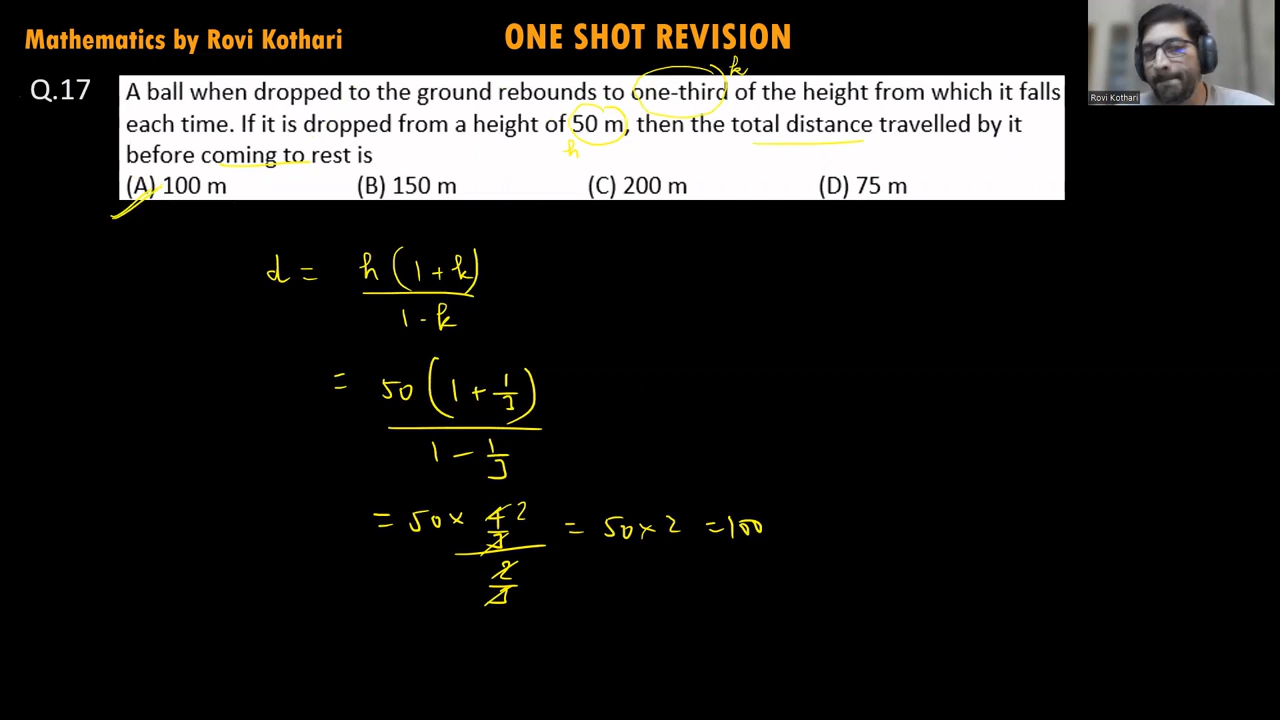 Mathematics by Rovi Kothari
ONE SHOT REVISION
Rovi Kothari
Q.17
k
A ball when dropped to the ground rebounds to one-third of the height from which it falls
each time. If it is dropped from a height of 50 m, then the total distance travelled by it
h
before coming to rest is
(A) 100 m (B) 150 m (C) 200 m (D) 75 m
d = h(1+k)
1-k
= 50(1+1/3)
1-1/3
= 50× 4/3 2 = 50×2 =100
2/3